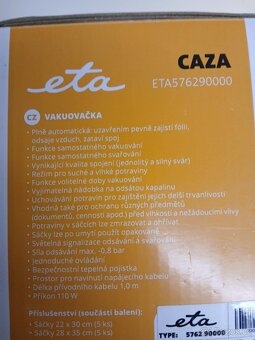 eta
CAZA
ETA576290000
CZ VAKUOVAČKA
• Plně automatická: uzavřením pevně zajistí fólii,
odsaje vzduch, zataví spoj
• Funkce samostatného vakuování
• Funkce samostatného svařování
• Vynikající kvalita spojení (jednolitý a silný svár)
• Režim pro suché a vlhké potraviny
• Funkce volitelné doby vakuování
• Vyjímatelná nádobka na odsátou kapalinu
• Uchovávání potravin pro zajištění jejich delší trvanlivosti
• Vhodná také pro ochranu různých předmětů
(dokumentů, cenností apod.) před vlhkostí a nežádoucími vlivy
• Potraviny v sáčcích lze zmrazovat a ohřívat
• Sáčky lze po umytí použít opakovaně
• Světelná signalizace odsávání a svařování
• Síla odsávání max. -0,8 bar
• Jednoduché ovládání
• Bezpečnostní tepelná pojistka
• Prostor pro navinutí napájecího kabelu
• Délka přívodního kabelu 1,0 m
• Příkon 110 W
Příslušenství (součástí balení):
• Sáčky 22 x 30 cm (5 ks)
• Sáčky 28 x 35 cm (5 ks)
eta
TYPE: 5762 90000